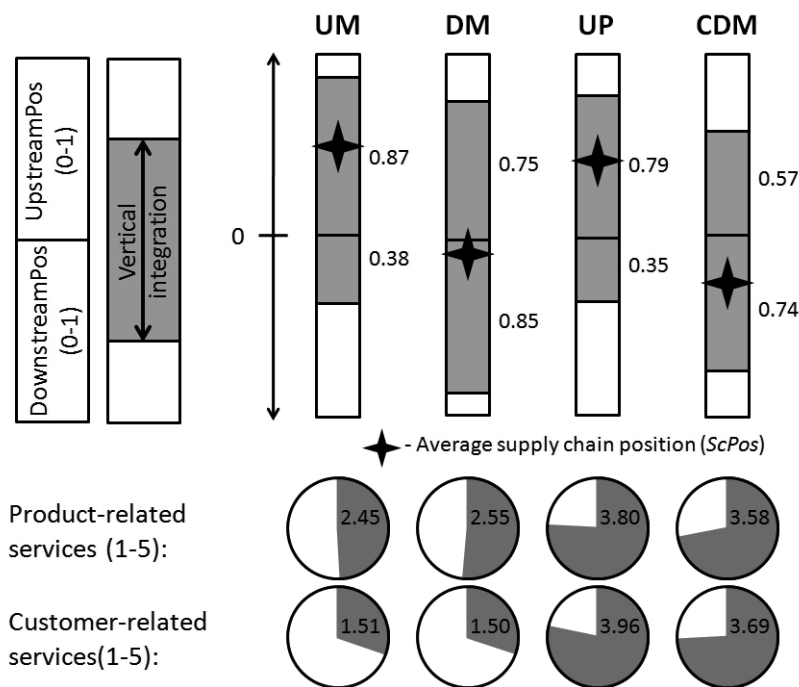 UM DM UP CDM
UpstreamPos
(0-1)
DownstreamPos
(0-1)
Vertical
integration
0
0.87
0.38
0.75
0.85
0.79
0.35
0.57
0.74
- Average supply chain position (ScPos)
Product-related
services (1-5):
2.45 2.55 3.80 3.58
Customer-related
services(1-5):
1.51 1.50 3.96 3.69